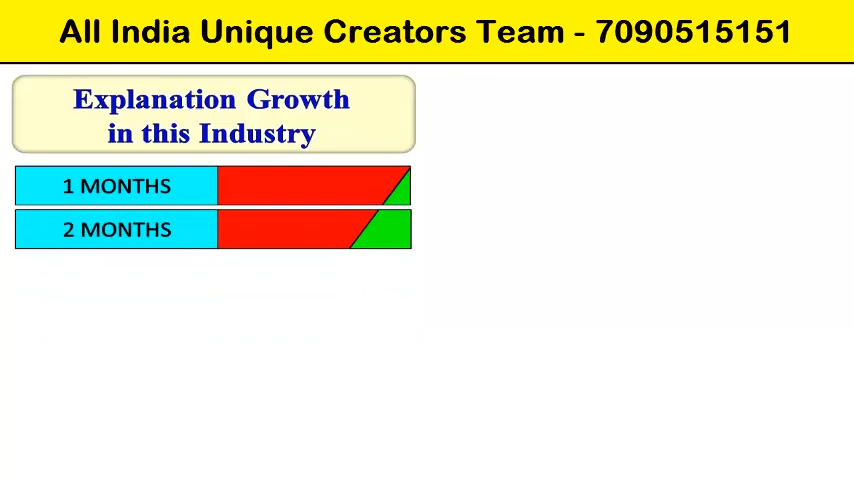 All India Unique Creators Team - 7090515151
Explanation Growth
in this Industry
1 MONTHS
2 MONTHS